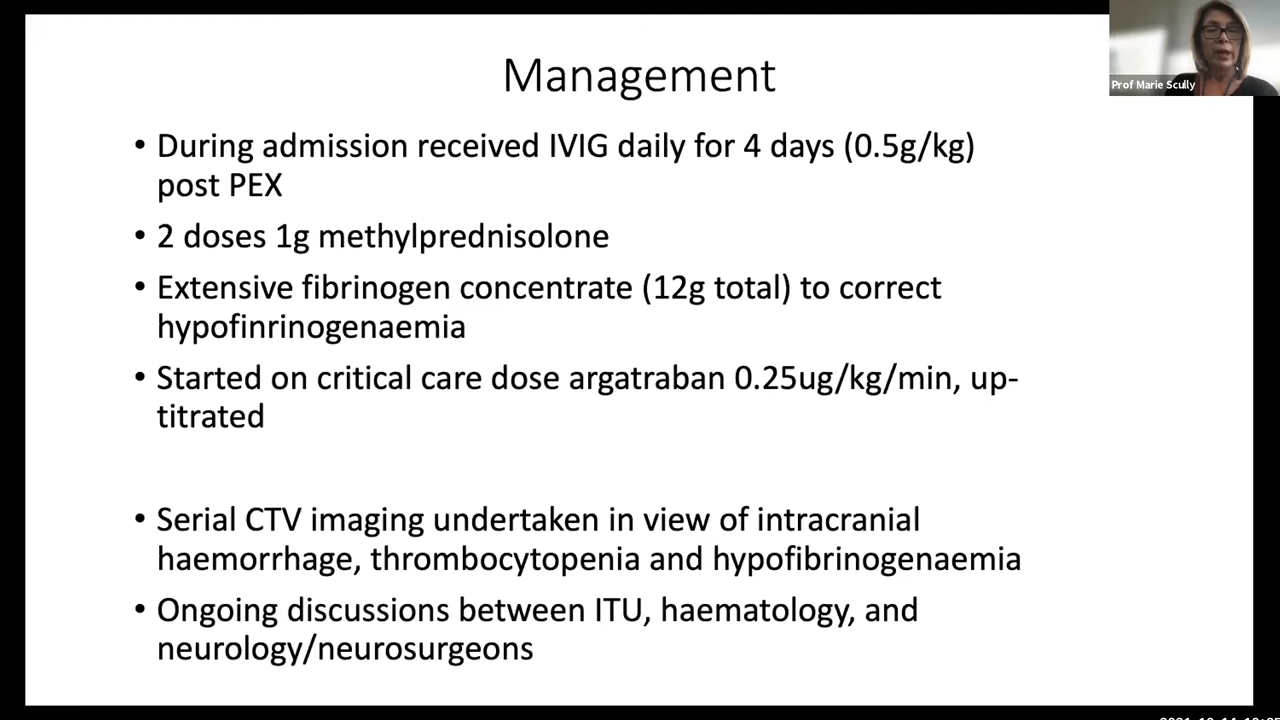 Management
Prof Marie Scully
• During admission received IVIG daily for 4 days (0.5g/kg)
post PEX
• 2 doses 1g methylprednisolone
• Extensive fibrinogen concentrate (12g total) to correct
hypofinrinogenaemia
• Started on critical care dose argatraban 0.25ug/kg/min, up-
titrated
• Serial CTV imaging undertaken in view of intracranial
haemorrhage, thrombocytopenia and hypofibrinogenaemia
• Ongoing discussions between ITU, haematology, and
neurology/neurosurgeons